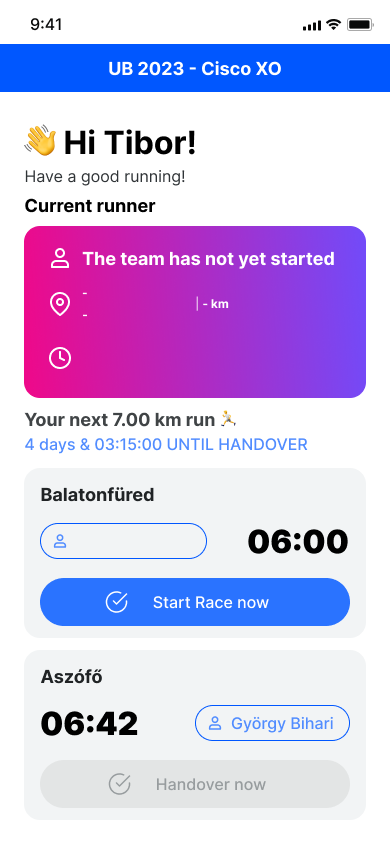 9:41
UB 2023 - Cisco XO
👋 Hi Tibor!
Have a good running!
Current runner
The team has not yet started
-
| - km
-
Your next 7.00 km run 🏃
4 days & 03:15:00 UNTIL HANDOVER
Balatonfüred
06:00
Start Race now
Aszófő
06:42
György Bihari
Handover now